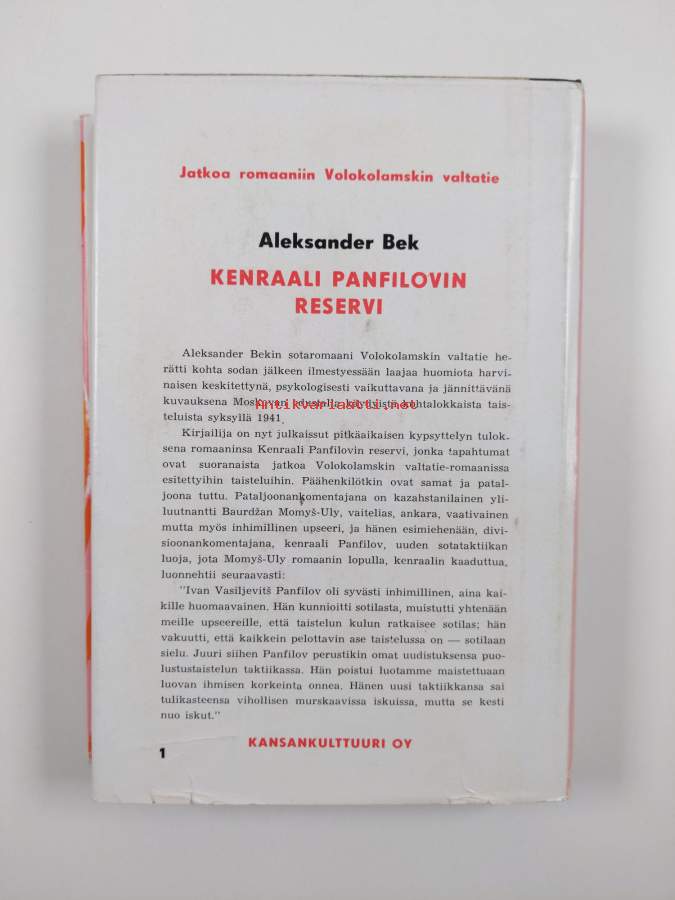 Jatkoa romaaniin Volokolamskin valtatie
Aleksander Bek
KENRAALI PANFILOVIN
RESERVI
Aleksander Bekin sotaromaani Volokolamskin valtatie he-
rätti kohta sodan jälkeen ilmestyessään laajaa huomiota harvi-
naisen keskitettynä, psykologisesti vaikuttavana ja jännittävänä
kuvauksena Moskovan edustalla käydyistä kohtalokkaista tais-
Antikvariaatti.net
teluista syksyllä 1941.
Kirjailija on nyt julkaissut pitkäaikaisen kypsyttelyn tulok-
sena romaaninsa Kenraali Panfilovin reservi, jonka tapahtumat
ovat suoranaista jatkoa Volokolamskin valtatie-romaanissa
esitettyihin taisteluihin. Päähenkilötkin ovat samat ja patal-
joona tuttu. Pataljoonankomentajana on kazahstanilainen yli-
luutnantti Baurdžan Momyš-Uly, vaitelias, ankara, vaativainen
mutta myös inhimillinen upseeri, ja hänen esimiehenään, divi-
sioonankomentajana, kenraali Panfilov, uuden sotataktiikan
luoja, jota Momyš-Uly romaanin lopulla, kenraalin kaaduttua,
luonnehtii seuraavasti:
"Ivan Vasiljevitš Panfilov oli syvästi inhimillinen, aina kai-
kille huomaavainen. Hän kunnioitti sotilasta, muistutti yhtenään
meille upseereille, että taistelun kulun ratkaisee sotilas; hän
vakuutti, että kaikkein pelottavin ase taistelussa on — sotilaan
sielu. Juuri siihen Panfilov perustikin omat uudistuksensa puo-
lustustaistelun taktiikassa. Hän poistui luotamme maistettuaan
luovan ihmisen korkeinta onnea. Hänen uusi taktiikkansa sai
tulikasteensa vihollisen murskaavissa iskuissa, mutta se kesti
nuo iskut."
KANSANKULTTUURI OY
1